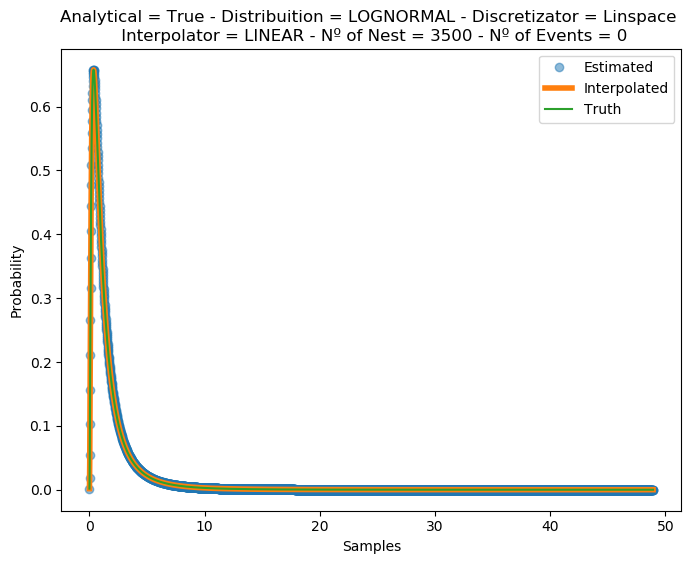 Analytical = True - Distribuition = LOGNORMAL - Discretizator = Linspace
Interpolator = LINEAR - Nº of Nest = 3500 - Nº of Events = 0
Estimated
Interpolated
Truth
Probability
0.6
0.5
0.4
0.3
0.2
0.1
0.0
0 10 20 30 40 50
Samples